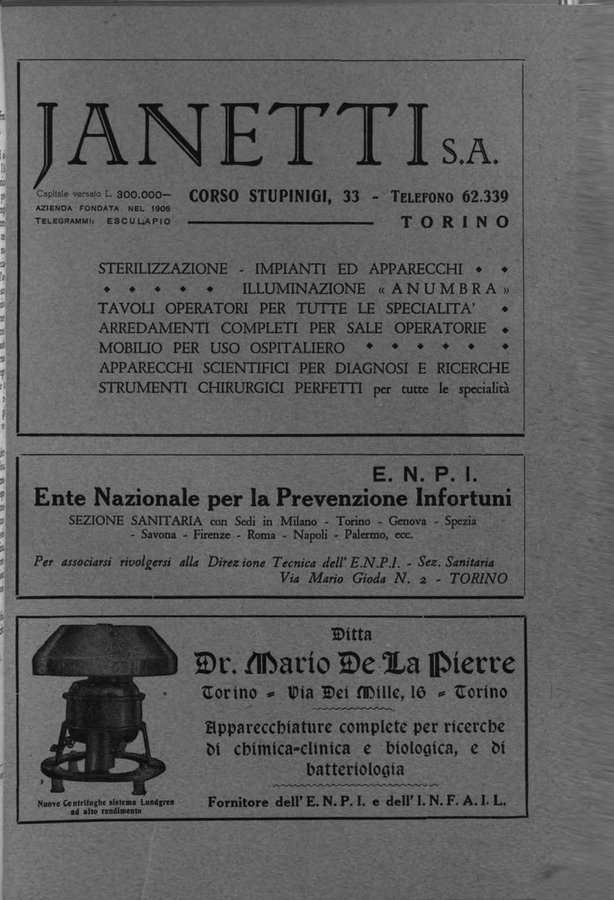 JANETTI S.A.
Capitale versato L. 300.000—
AZIENDA FONDATA NEL 1905
TELEGRAMMI: ESCULAPIO
CORSO STUPINIGI, 33 - TELEFONO 62.339
TORINO
STERILIZZAZIONE - IMPIANTI ED APPARECCHI
ILLUMINAZIONE « ANUMBRA »
TAVOLI OPERATORI PER TUTTE LE SPECIALITA'
ARREDAMENTI COMPLETI PER SALE OPERATORIE
MOBILIO PER USO OSPITALIERO
APPARECCHI SCIENTIFICI PER DIAGNOSI E RICERCHE
STRUMENTI CHIRURGICI PERFETTI per tutte le specialità
E. N. P. I.
Ente Nazionale per la Prevenzione Infortuni
SEZIONE SANITARIA con Sedi in Milano - Torino - Genova - Spezia
- Savona - Firenze - Roma - Napoli - Palermo, ecc.
Per associarsi rivolgersi alla Direzione Tecnica dell'E.N.P.I. - Sez. Sanitaria
Via Mario Gioda N. 2 - TORINO
Ditta
Dr. Mario De La Pierre
Torino = Via Dei Mille, 16 = Torino
Apparecchiature complete per ricerche
di chimica-clinica e biologica, e di
batteriologia
Fornitore dell'E.N.P.I. e dell'I.N.F.A.I.L.
Nuove Centrifughe sistema Lundgren
ad alto rendimento